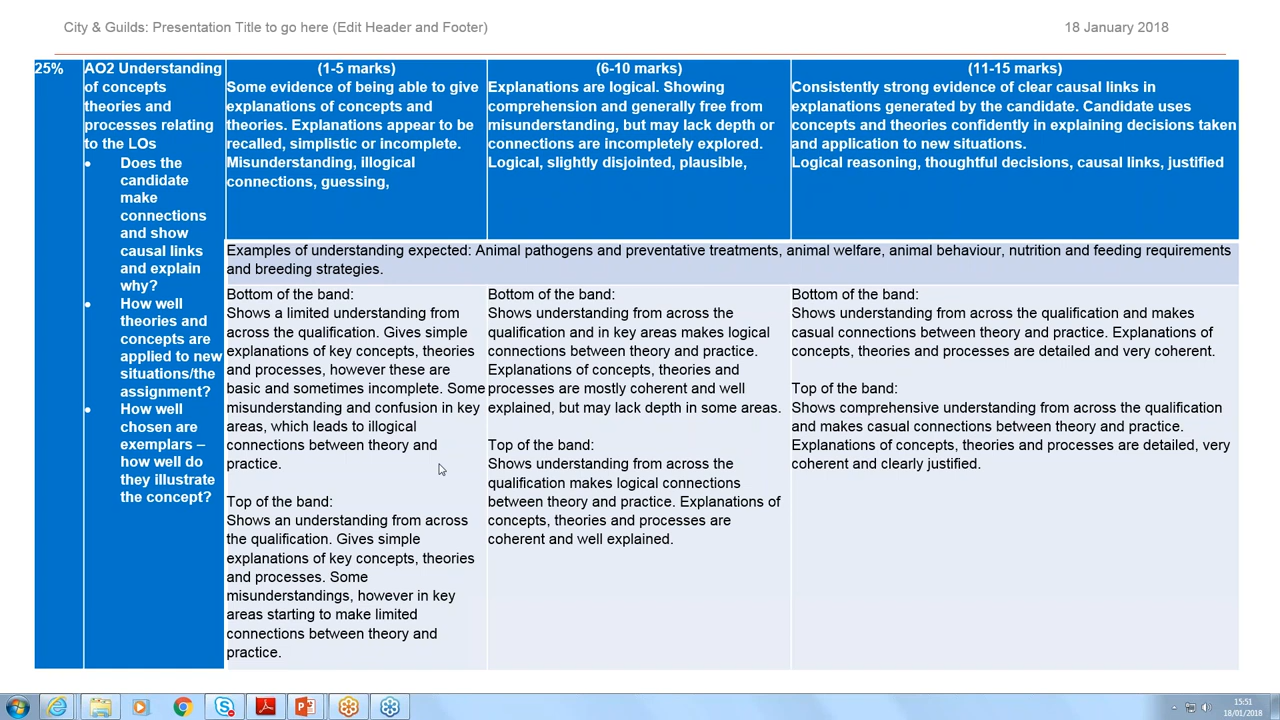 City & Guilds: Presentation Title to go here (Edit Header and Footer)
18 January 2018
25%
AO2 Understanding
of concepts
theories and
processes relating
to the LOs
• Does the
candidate
make
connections
and show
causal links
and explain
why?
• How well
theories and
concepts are
applied to new
situations/the
assignment?
• How well
chosen are
exemplars –
how well do
they illustrate
the concept?
(1-5 marks)
Some evidence of being able to give
explanations of concepts and
theories. Explanations appear to be
recalled, simplistic or incomplete.
Misunderstanding, illogical
connections, guessing,
(6-10 marks)
Explanations are logical. Showing
comprehension and generally free from
misunderstanding, but may lack depth or
connections are incompletely explored.
Logical, slightly disjointed, plausible,
(11-15 marks)
Consistently strong evidence of clear causal links in
explanations generated by the candidate. Candidate uses
concepts and theories confidently in explaining decisions taken
and application to new situations.
Logical reasoning, thoughtful decisions, causal links, justified
Examples of understanding expected: Animal pathogens and preventative treatments, animal welfare, animal behaviour, nutrition and feeding requirements
and breeding strategies.
Bottom of the band:
Shows a limited understanding from
across the qualification. Gives simple
explanations of key concepts, theories
and processes, however these are
basic and sometimes incomplete. Some
misunderstanding and confusion in key
areas, which leads to illogical
connections between theory and
practice.
Top of the band:
Shows an understanding from across
the qualification. Gives simple
explanations of key concepts, theories
and processes. Some
misunderstandings, however in key
areas starting to make limited
connections between theory and
practice.
Bottom of the band:
Shows understanding from across the
qualification and in key areas makes logical
connections between theory and practice.
Explanations of concepts, theories and
processes are mostly coherent and well
explained, but may lack depth in some areas.
Top of the band:
Shows understanding from across the
qualification makes logical connections
between theory and practice. Explanations of
concepts, theories and processes are
coherent and well explained.
Bottom of the band:
Shows understanding from across the qualification and makes
casual connections between theory and practice. Explanations of
concepts, theories and processes are detailed and very coherent.
Top of the band:
Shows comprehensive understanding from across the qualification
and makes casual connections between theory and practice.
Explanations of concepts, theories and processes are detailed, very
coherent and clearly justified.
15:51
18/01/2018